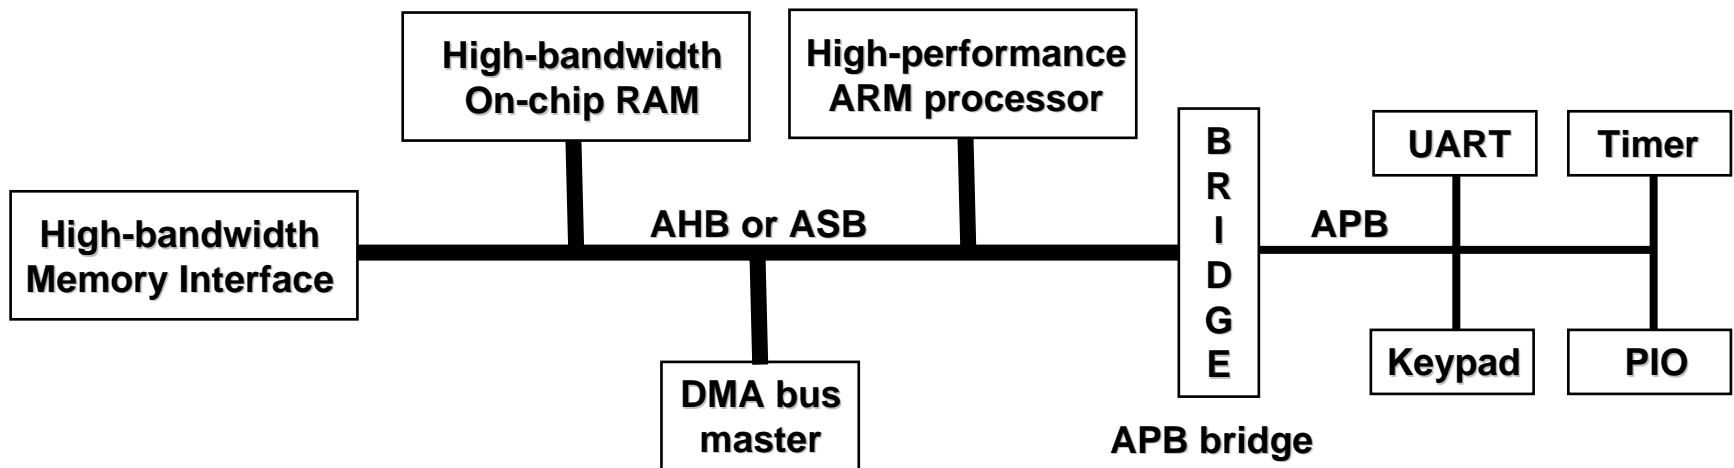 High-bandwidth
On-chip RAM
High-performance
ARM processor
High-bandwidth
Memory Interface
AHB or ASB
DMA bus
master
B
R
I
D
G
E
APB bridge
APB
UART
Timer
Keypad
PIO